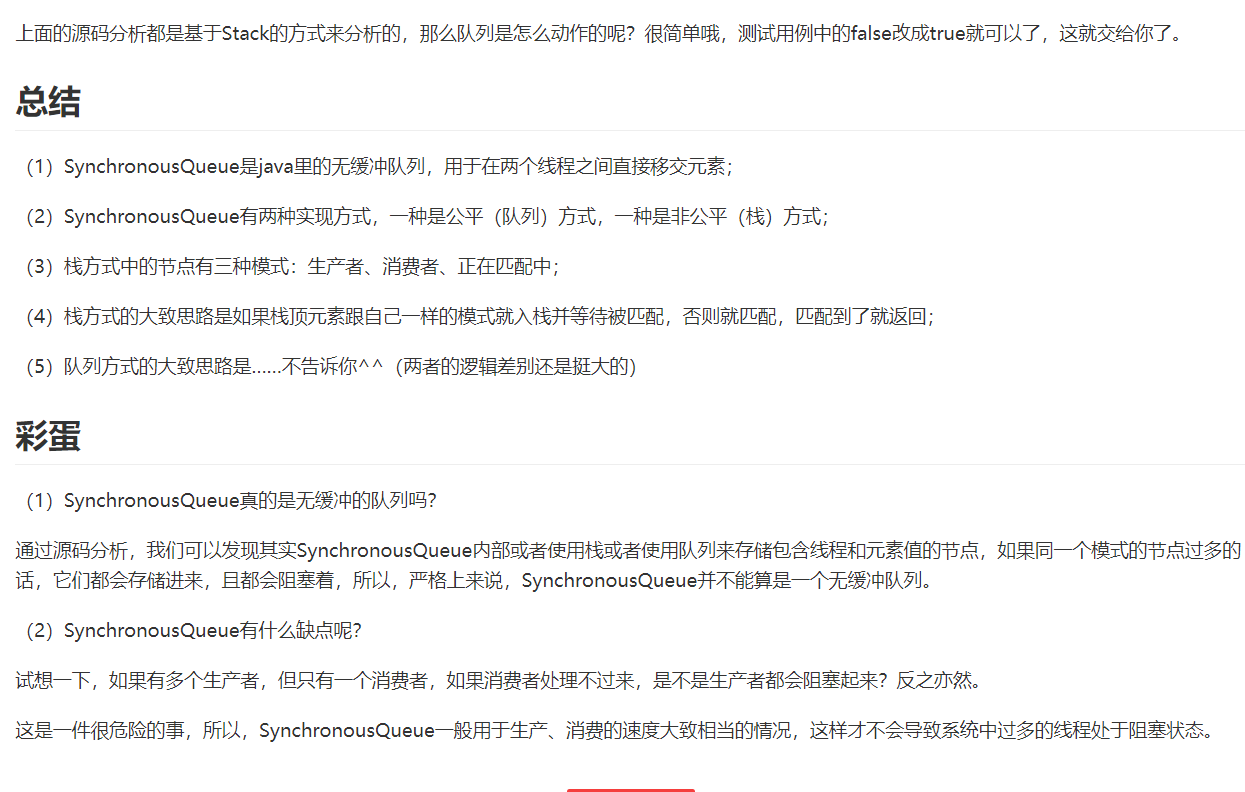 上面的源码分析都是基于Stack的方式来分析的，那么队列是怎么动作的呢？很简单哦，测试用例中的false改成true就可以了，这就交给你了。
总结
（1）SynchronousQueue是java里的无缓冲队列，用于在两个线程之间直接移交元素；
（2）SynchronousQueue有两种实现方式，一种是公平（队列）方式，一种是非公平（栈）方式；
（3）栈方式中的节点有三种模式：生产者、消费者、正在匹配中；
（4）栈方式的大致思路是如果栈顶元素跟自己一样的模式就入栈并等待被匹配，否则就匹配，匹配到了就返回；
（5）队列方式的大致思路是……不告诉你^^（两者的逻辑差别还是挺大的）
彩蛋
（1）SynchronousQueue真的是无缓冲的队列吗？
通过源码分析，我们可以发现其实SynchronousQueue内部或者使用栈或者使用队列来存储包含线程和元素值的节点，如果同一个模式的节点过多的
话，它们都会存储进来，且都会阻塞着，所以，严格上来说，SynchronousQueue并不能算是一个无缓冲队列。
（2）SynchronousQueue有什么缺点呢？
试想一下，如果有多个生产者，但只有一个消费者，如果消费者处理不过来，是不是生产者都会阻塞起来？反之亦然。
这是一件很危险的事，所以，SynchronousQueue一般用于生产、消费的速度大致相当的情况，这样才不会导致系统中过多的线程处于阻塞状态。